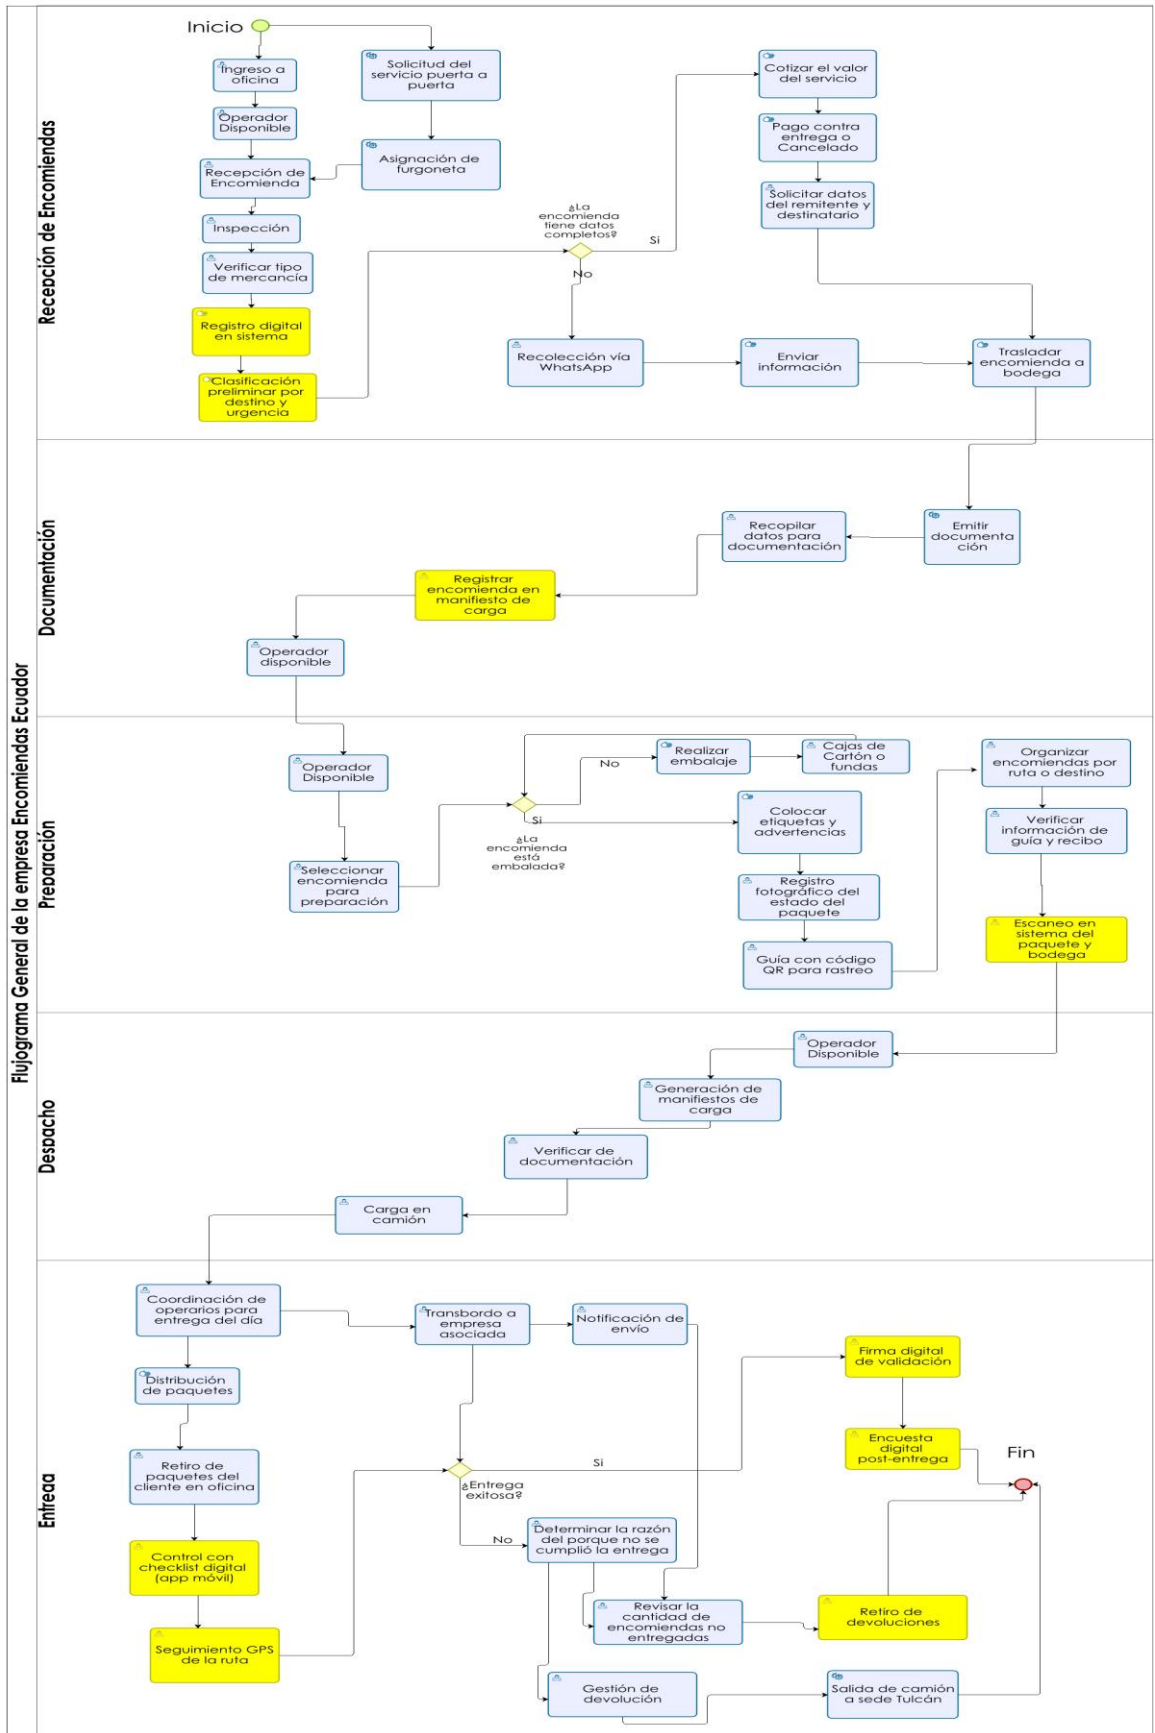 Flujograma General de la empresa Encomiendas Ecuador
Recepción de Encomiendas
Inicio
Ingreso a
oficina
Operador
Disponible
Recepción de
Encomienda
Inspección
Verificar tipo
de mercancía
Registro digital
en sistema
Clasificación
preliminar por
destino y
urgencia
Solicitud del
servicio puerta a
puerta
Asignación de
furgoneta
¿La
encomienda
tiene datos
completos?
Si
No
Cotizar el valor
del servicio
Pago contra
entrega o
Cancelado
Solicitar datos
del remitente y
destinatario
Recolección vía
WhatsApp
Enviar
información
Trasladar
encomienda a
bodega
Documentación
Emitir
documenta
ción
Recopilar
datos para
documentación
Registrar
encomienda en
manifiesto de
carga
Operador
disponible
Preparación
Operador
Disponible
Seleccionar
encomienda
para
preparación
¿La
encomienda
está
embalada?
No
Si
Realizar
embalaje
Cajas de
Cartón o
fundas
Colocar
etiquetas y
advertencias
Registro
fotográfico del
estado del
paquete
Guía con código
QR para rastreo
Organizar
encomiendas por
ruta o destino
Verificar
información de
guía y recibo
Escaneo en
sistema del
paquete y
bodega
Despacho
Operador
Disponible
Generación de
manifiestos de
carga
Verificar de
documentación
Carga en
camión
Entrega
Coordinación de
operarios para
entrega del día
Distribución
de paquetes
Retiro de
paquetes del
cliente en oficina
Control con
checklist digital
(app móvil)
Seguimiento GPS
de la ruta
Transbordo a
empresa
asociada
Notificación de
envío
¿Entrega
exitosa?
Si
No
Firma digital
de validación
Encuesta
digital
post-entrega
Fin
Determinar la razón
del porque no se
cumplió la entrega
Revisar la
cantidad de
encomiendas no
entregadas
Retiro de
devoluciones
Gestión de
devolución
Salida de camión
a sede Tulcán